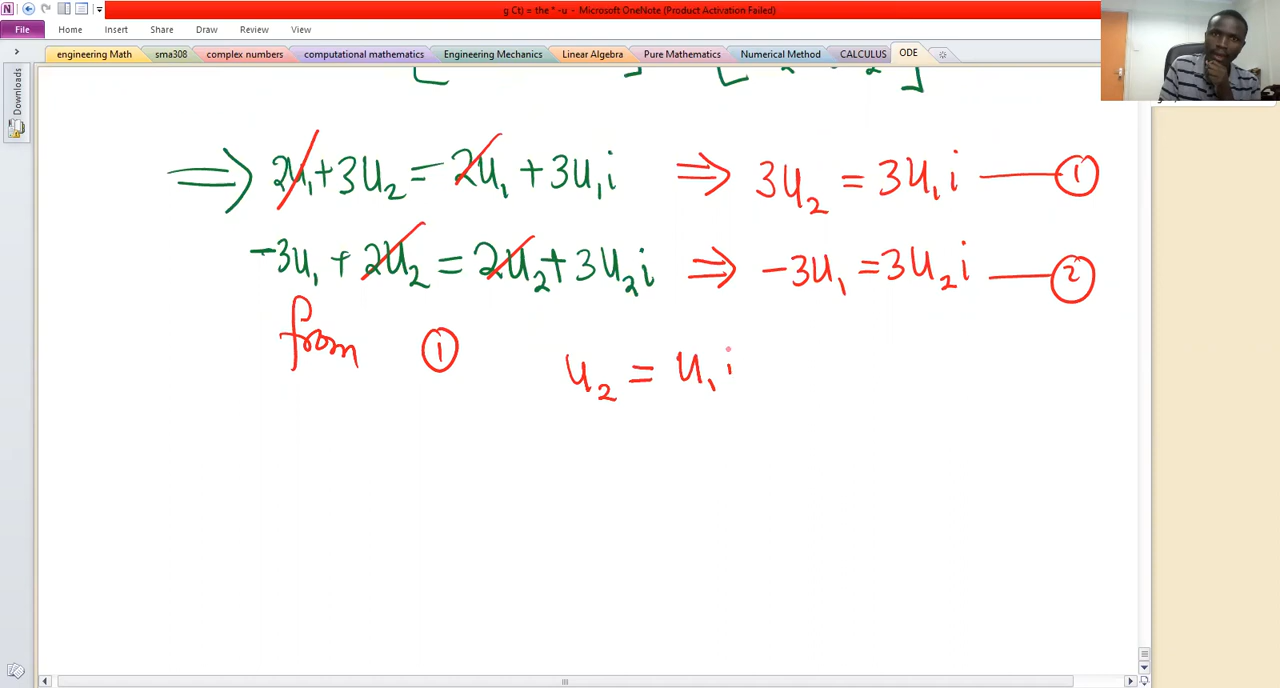 g Ct) = the * -u - Microsoft OneNote (Product Activation Failed)
File Home Insert Share Draw Review View
engineering Math sma308 complex numbers computational mathematics Engineering Mechanics Linear Algebra Pure Mathematics Numerical Method CALCULUS ODE
Downloads
⇒ 2u₁+3u₂ = 2u₁ + 3u₁i ⇒ 3u₂ = 3u₁i — ①
-3u₁ + 2u₂ = 2u₂ + 3u₂i ⇒ -3u₁ = 3u₂i — ②
from ① u₂ = u₁i